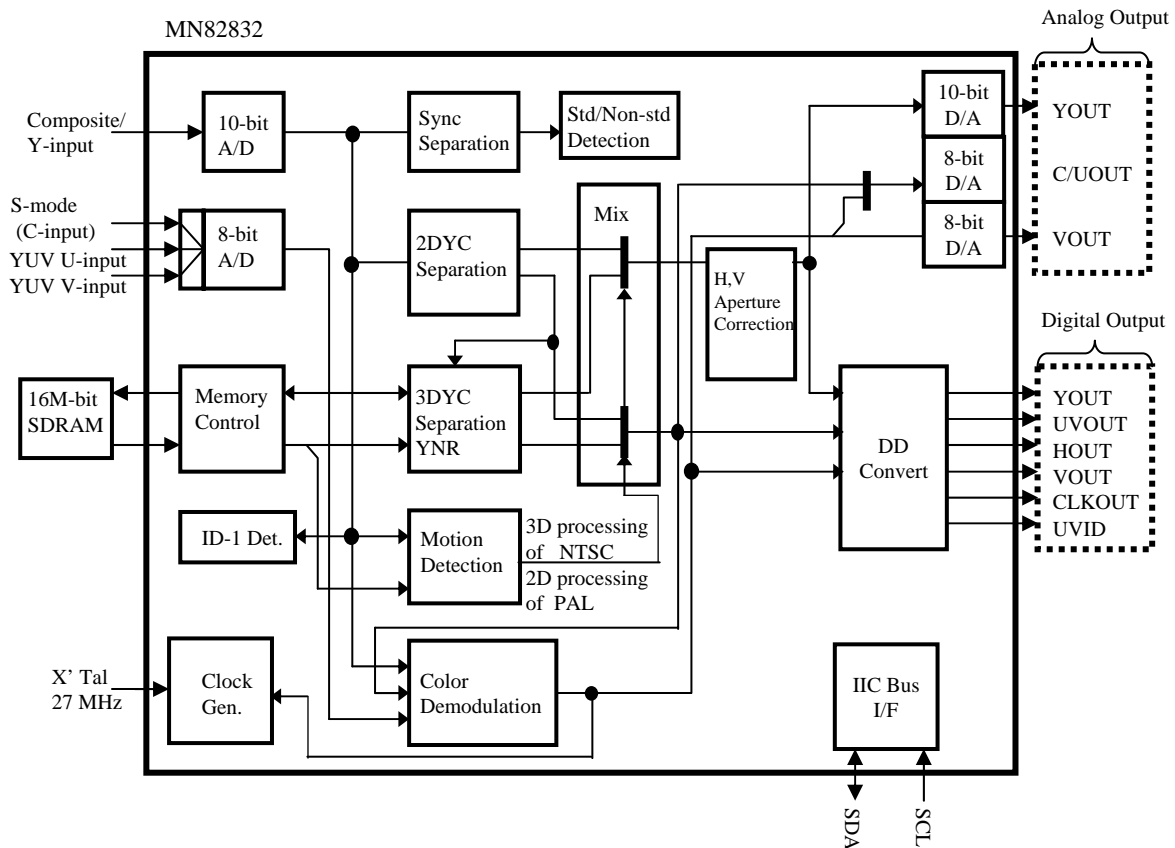 MN82832
Analog Output
Composite/
Y-input
10-bit
A/D
Sync
Separation
Std/Non-std
Detection
10-bit
D/A
YOUT
8-bit
D/A
C/UOUT
8-bit
D/A
VOUT
S-mode
(C-input)
YUV U-input
YUV V-input
8-bit
A/D
2DYC
Separation
Mix
H,V
Aperture
Correction
Digital Output
16M-bit
SDRAM
Memory
Control
3DYC
Separation
YNR
DD
Convert
YOUT
UVOUT
HOUT
VOUT
CLKOUT
UVID
ID-1 Det.
Motion
Detection
3D processing
of NTSC
2D processing
of PAL
X' Tal
27 MHz
Clock
Gen.
Color
Demodulation
IIC Bus
I/F
SDA
SCL